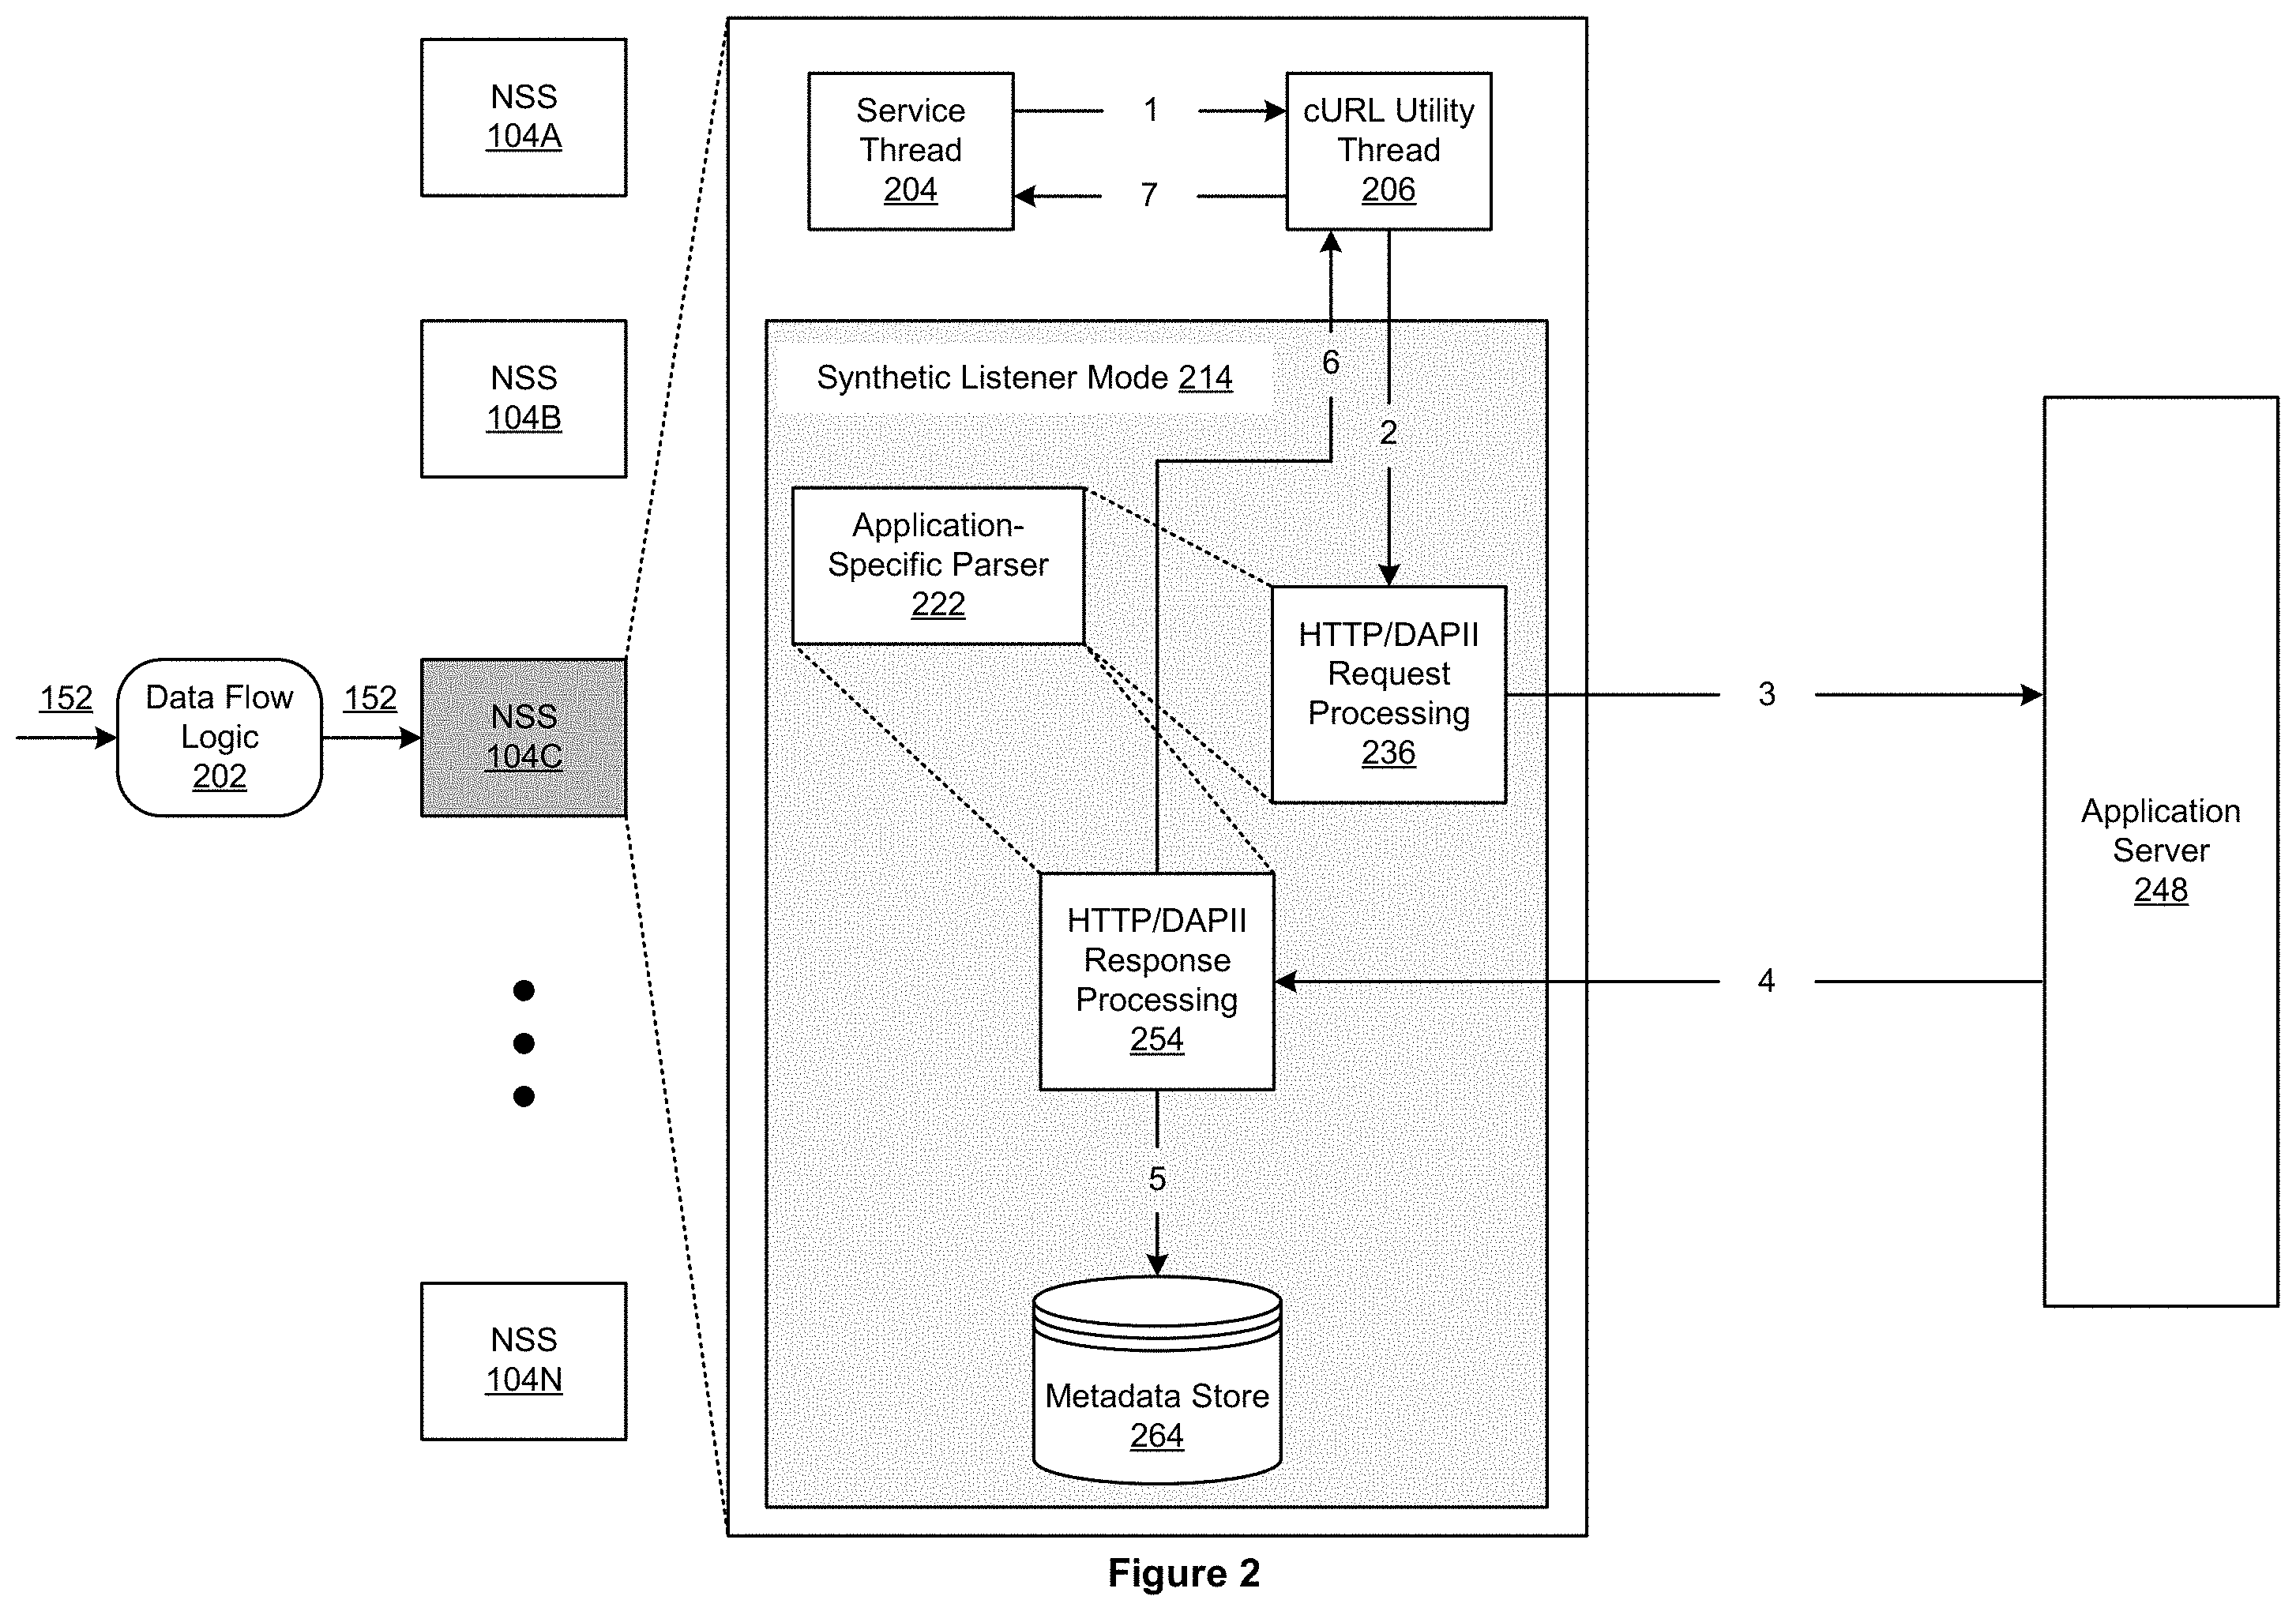 NSS
104A
NSS
104B
152
Data Flow
Logic
202
152
NSS
104C
NSS
104N
Service
Thread
204
1
7
cURL Utility
Thread
206
Synthetic Listener Mode 214
6
2
Application-
Specific Parser
222
HTTP/DAPII
Request
Processing
236
3
HTTP/DAPII
Response
Processing
254
4
5
Metadata Store
264
Application
Server
248
Figure 2